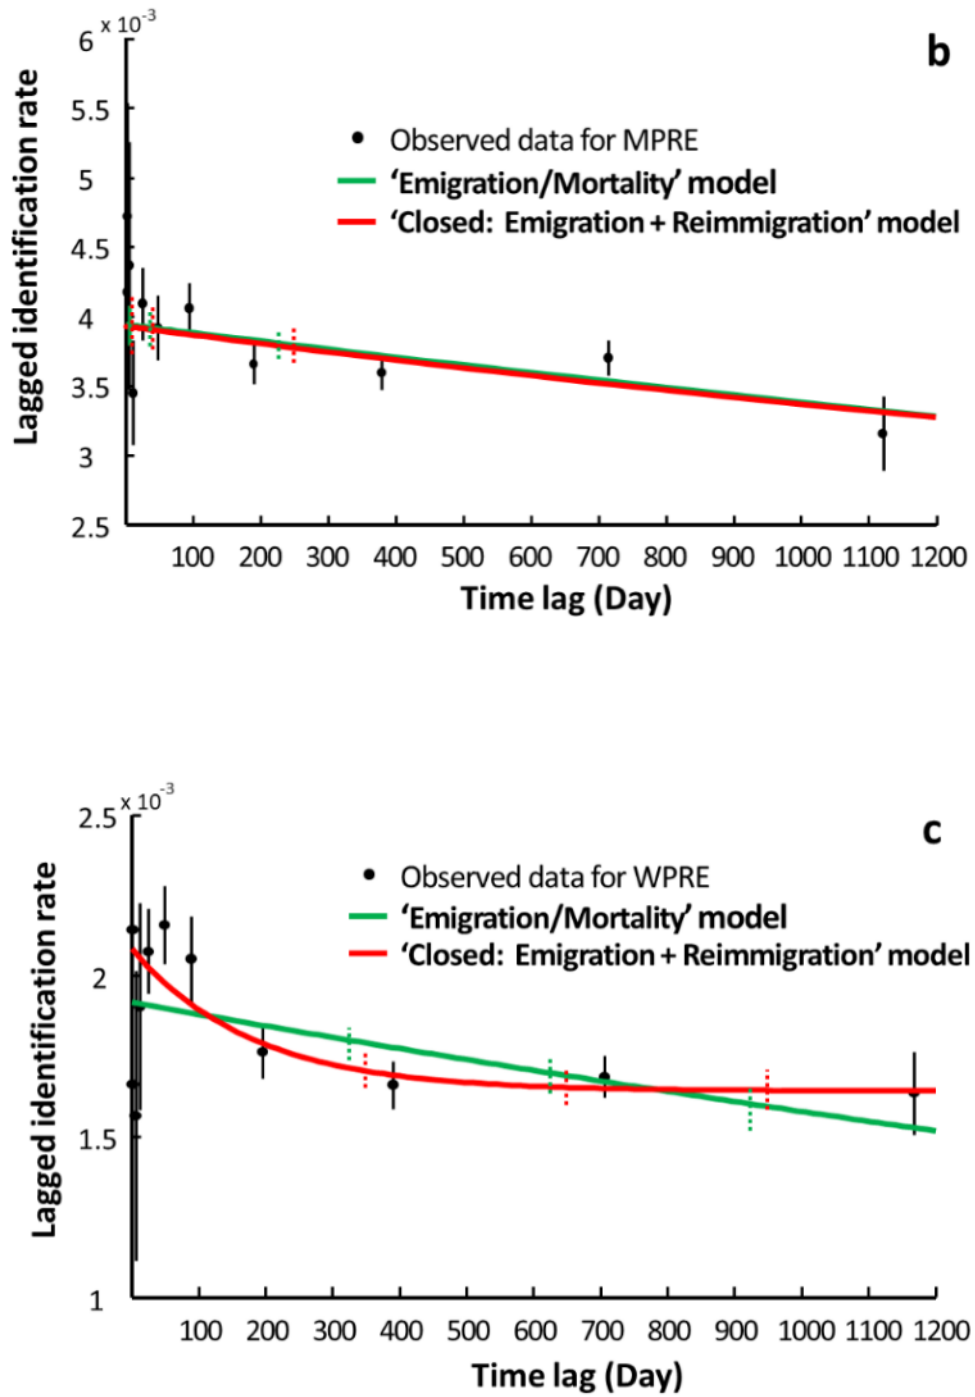 x 10-3
b
6
5.5
5
4.5
4
3.5
3
2.5
Lagged identification rate
Observed data for MPRE
‘Emigration/Mortality’ model
‘Closed: Emigration + Reimmigration’ model
100 200 300 400 500 600 700 800 900 1000 1100 1200
Time lag (Day)
x 10-3
c
2.5
2
1.5
1
Lagged identification rate
Observed data for WPRE
‘Emigration/Mortality’ model
‘Closed: Emigration + Reimmigration’ model
100 200 300 400 500 600 700 800 900 1000 1100 1200
Time lag (Day)